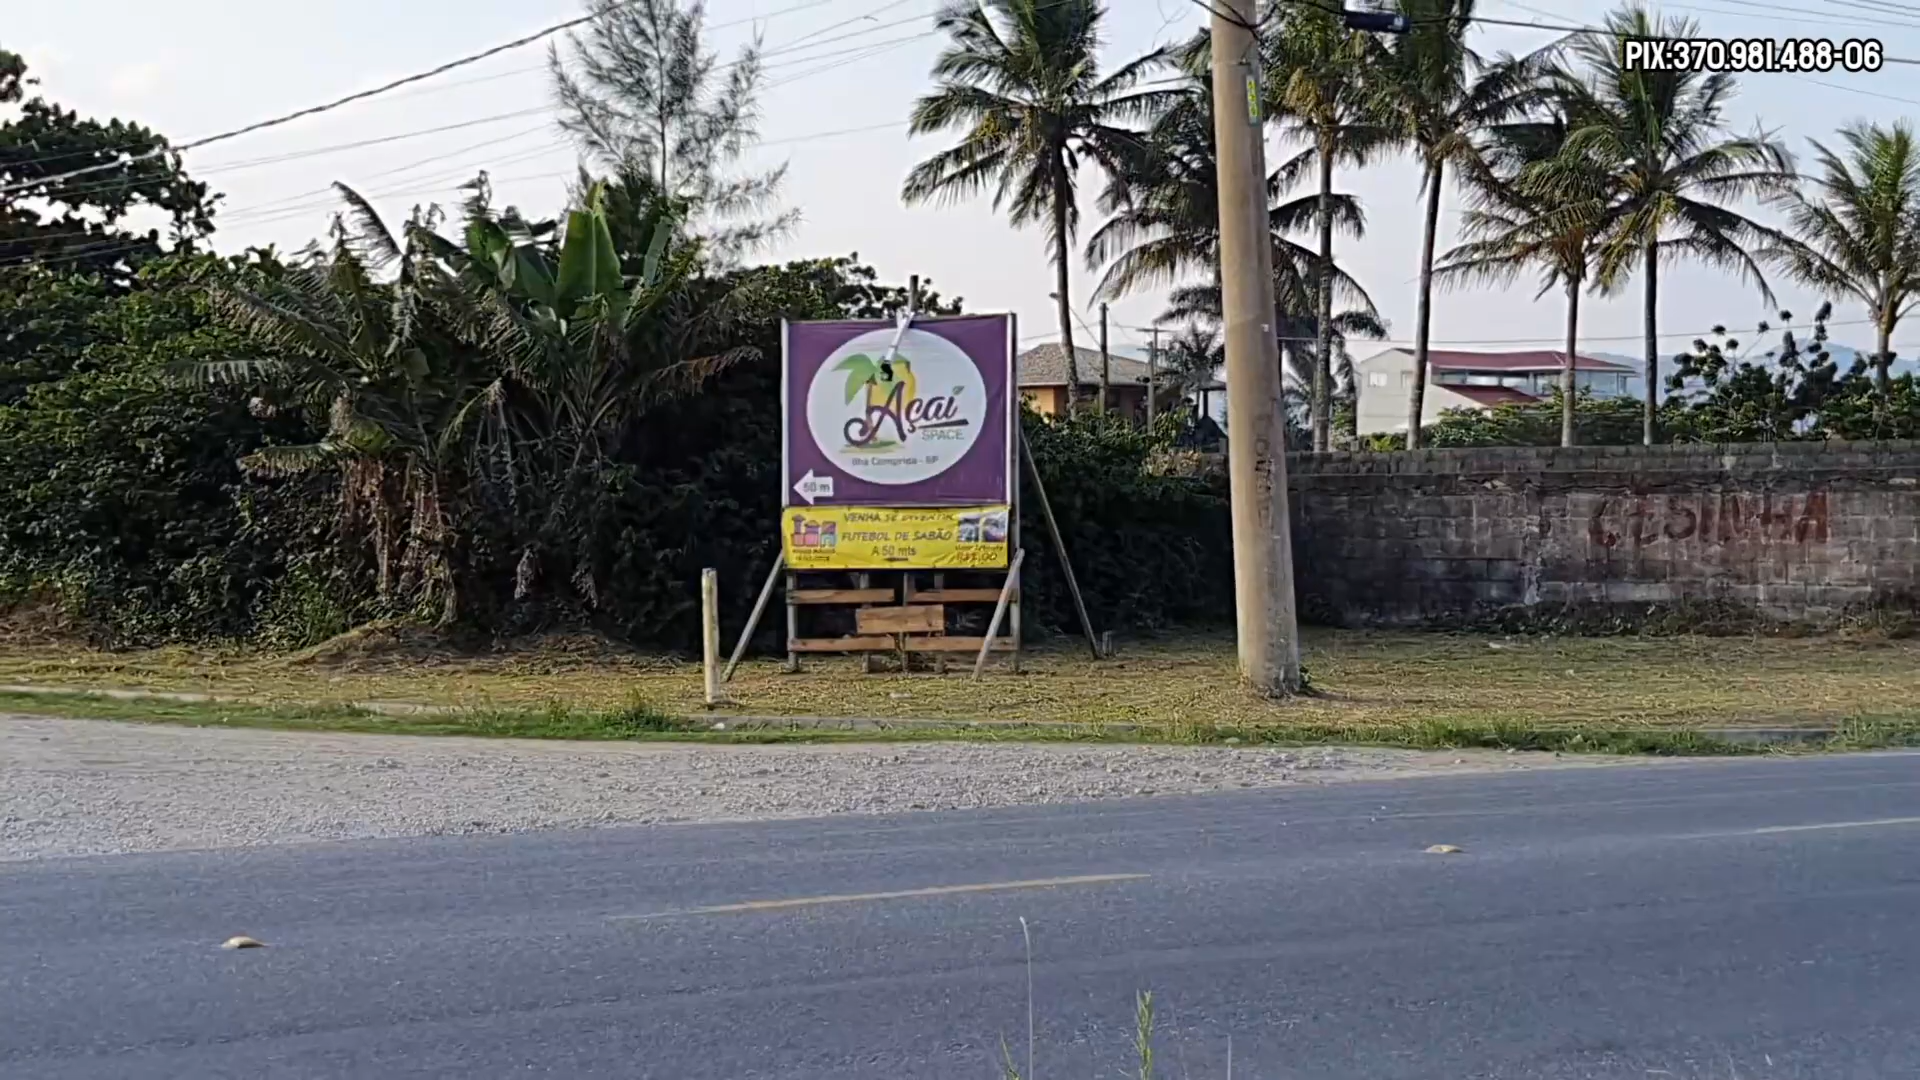 PIX:370.981.488-06
Açaí
SPACE
Ilha Comprida - SP
50 m
VENHA SE DIVERTIR
FUTEBOL DE SABÃO
A 50 mts
CESINHA